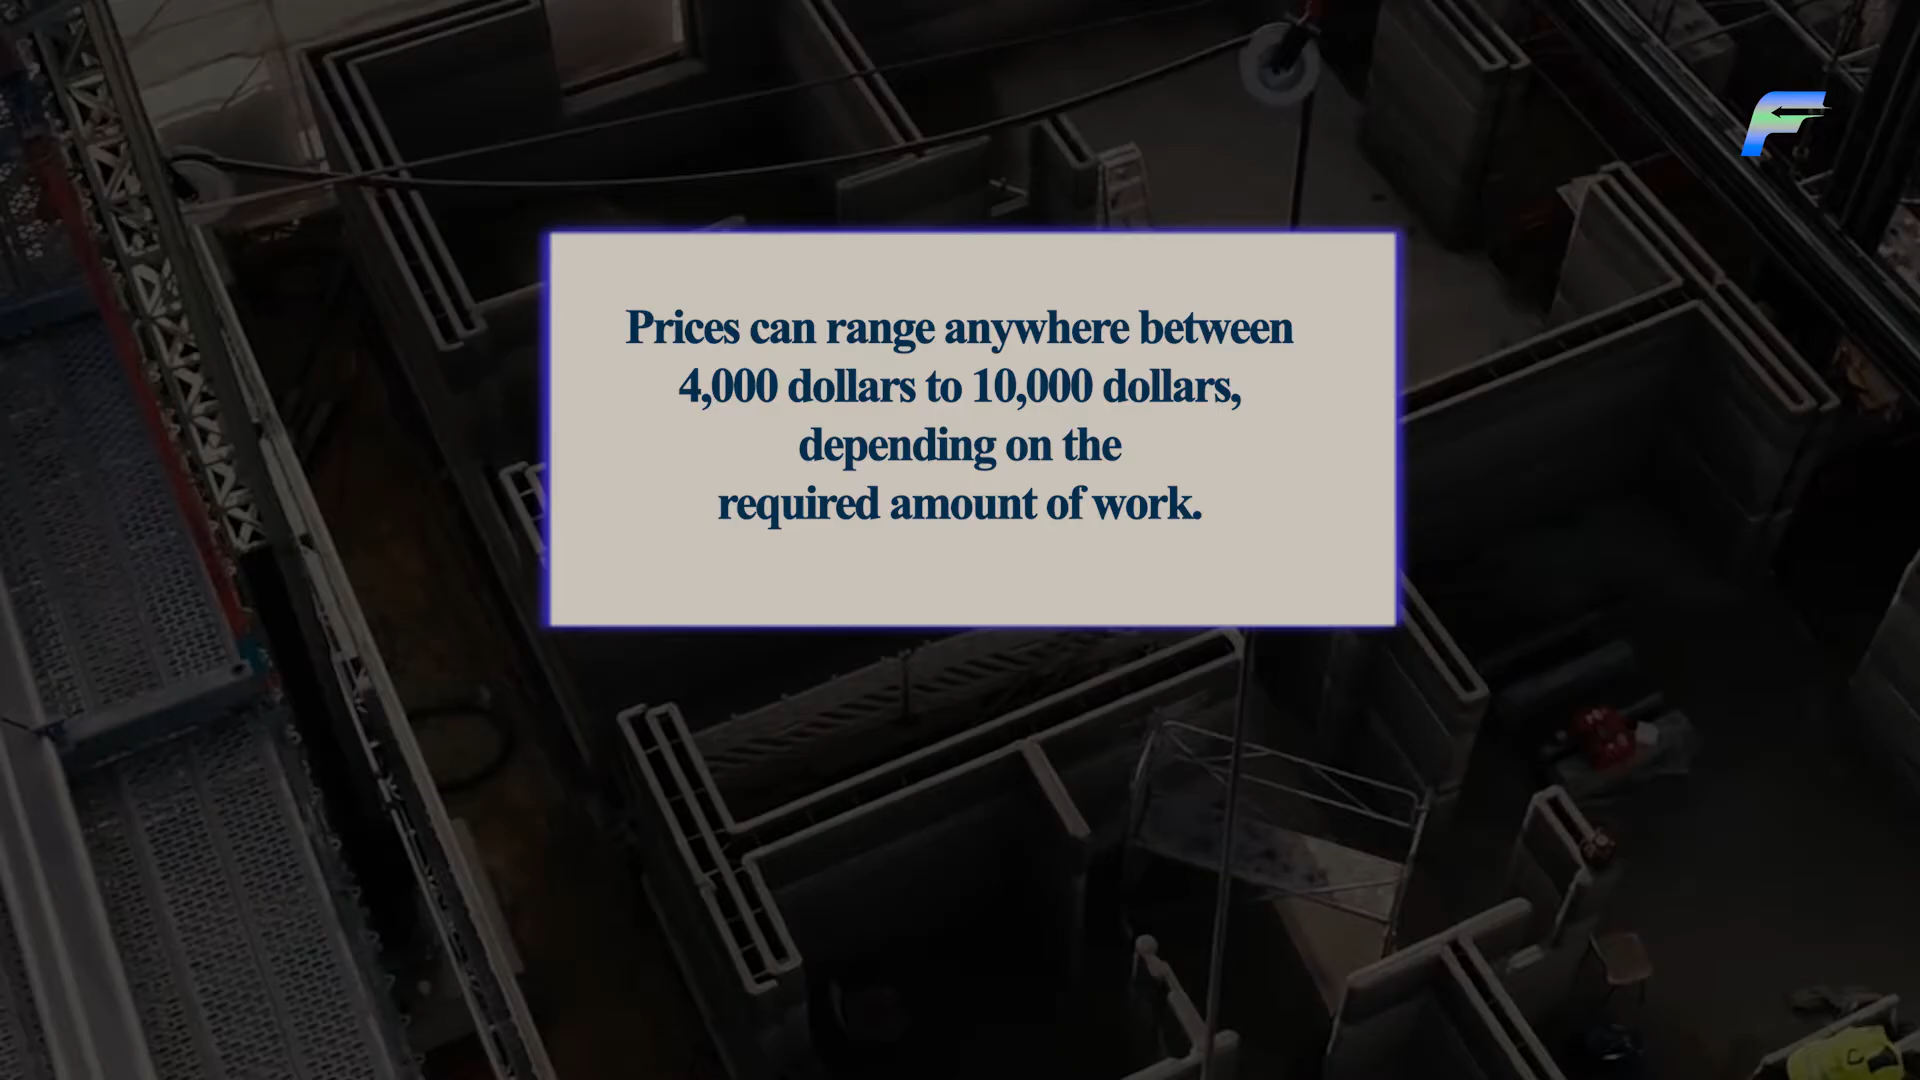 Prices can range anywhere between
4,000 dollars to 10,000 dollars,
depending on the
required amount of work.